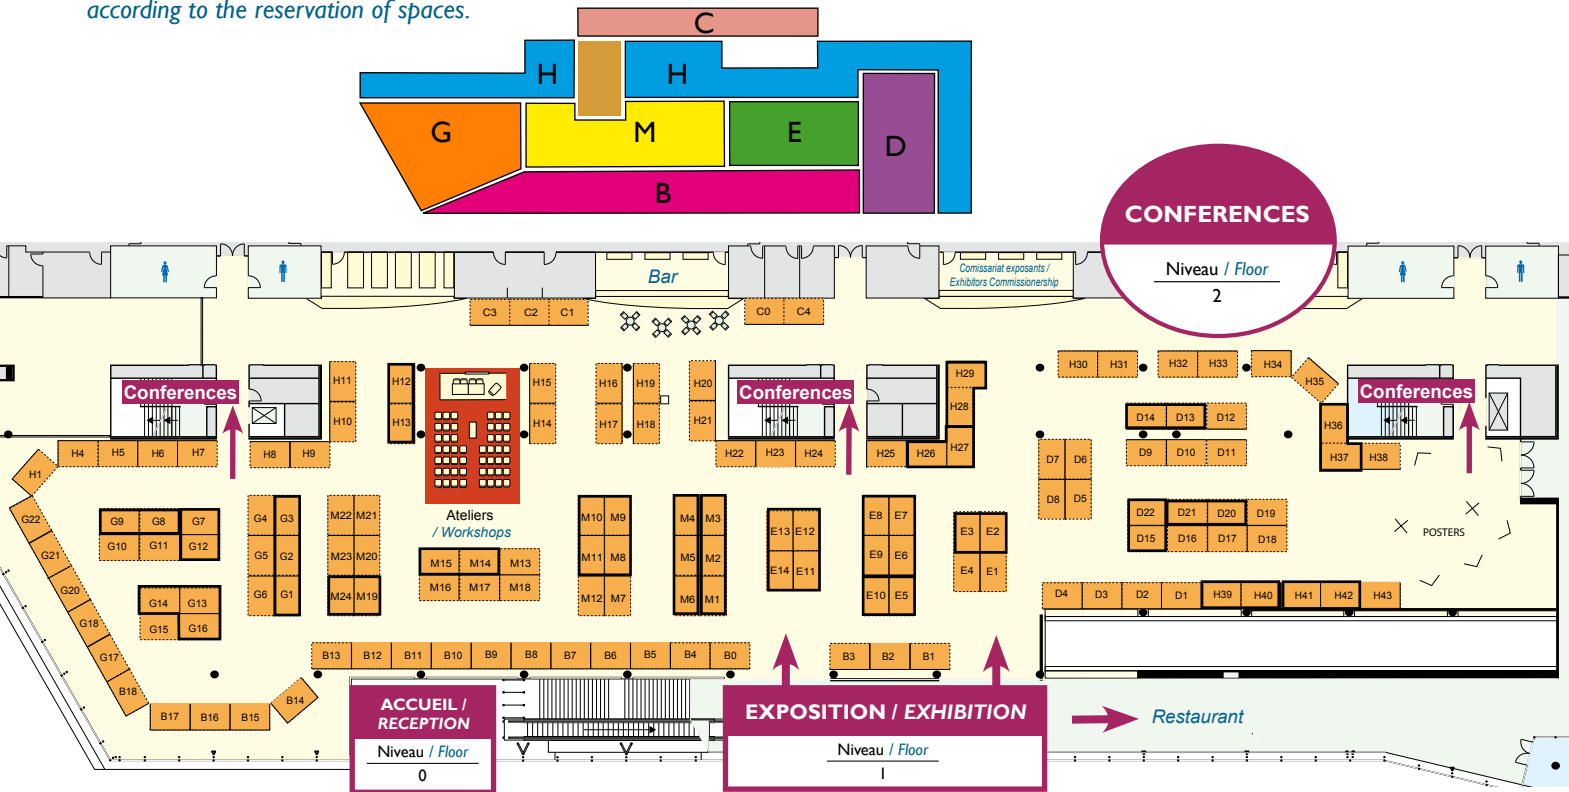 according to the reservation of spaces.
C
H
H
G
M
E
D
B
CONFERENCES
Niveau / Floor
2
Bar
Comissariat exposants /
Exhibitors Commissionership
C3 C2 C1
C0 C4
Conferences
Conferences
Conferences
H11
H10
H12
H13
H15
H14
H16 H19
H17 H18
H20
H21
H29
H28
H27
H30 H31
H32 H33
H34
H35
D14 D13 D12
D9 D10 D11
H36
H37 H38
H1
H4 H5 H6 H7
H8 H9
H22 H23 H24
H25 H26
D7 D6
D8 D5
Ateliers
/ Workshops
G22
G21
G20
G18
G17
B18
G9 G8 G7
G10 G11 G12
G14 G13
G15 G16
G4 G3
G5 G2
G6 G1
M22 M21
M23 M20
M24 M19
M15 M14 M13
M16 M17 M18
M10 M9
M11 M8
M12 M7
M4 M3
M5 M2
M6 M1
E13 E12
E14 E11
E8 E7
E9 E6
E10 E5
E3 E2
E4 E1
D22 D21 D20 D19
D15 D16 D17 D18
POSTERS
D4 D3 D2 D1 H39 H40 H41 H42 H43
B13 B12 B11 B10 B9 B8 B7 B6 B5 B4 B0
B3 B2 B1
B17 B16 B15
B14
ACCUEIL /
RECEPTION
Niveau / Floor
0
EXPOSITION / EXHIBITION
Niveau / Floor
1
Restaurant